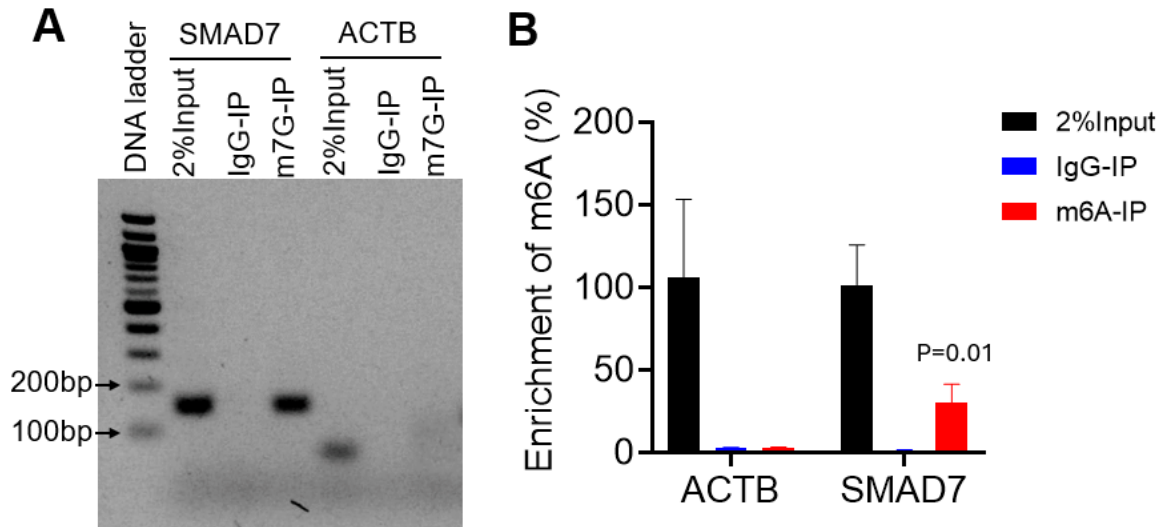 A
DNA ladder
SMAD7
ACTB
2%Input
IgG-IP
m7G-IP
2%Input
IgG-IP
m7G-IP
200bp
100bp
B
Enrichment of m6A (%)
200
150
100
50
0
P=0.01
ACTB
SMAD7
2%Input
IgG-IP
m6A-IP